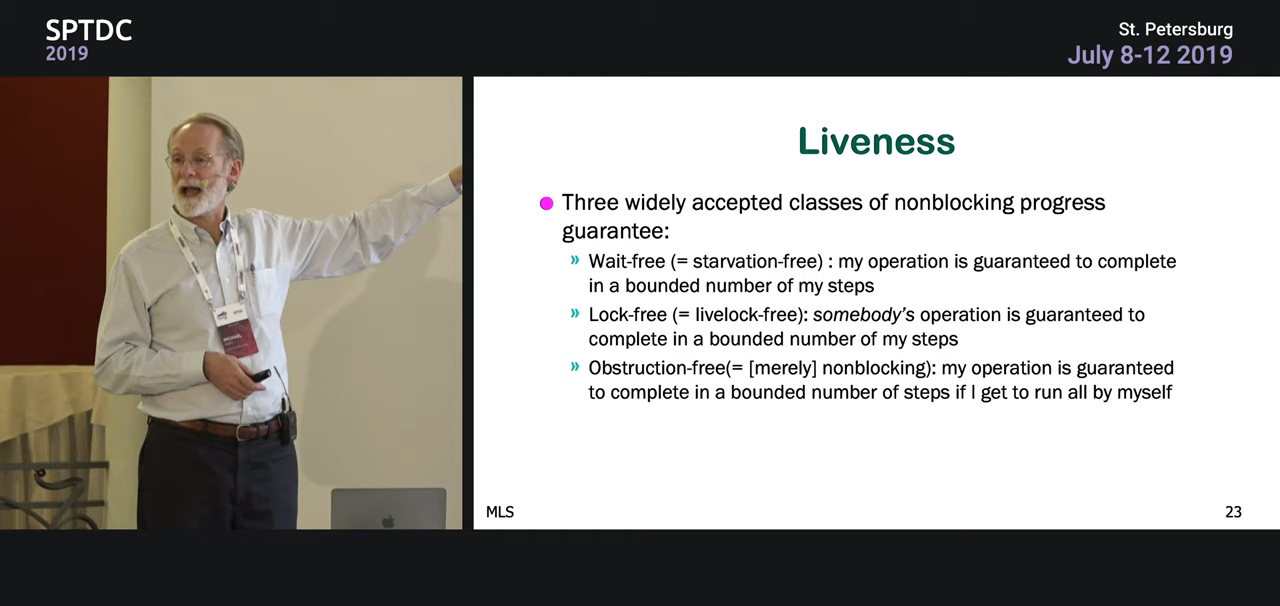 SPTDC
2019
St. Petersburg
July 8-12 2019
Liveness
Three widely accepted classes of nonblocking progress
guarantee:
» Wait-free (= starvation-free) : my operation is guaranteed to complete
in a bounded number of my steps
» Lock-free (= livelock-free): somebody's operation is guaranteed to
complete in a bounded number of my steps
» Obstruction-free(= [merely] nonblocking): my operation is guaranteed
to complete in a bounded number of steps if I get to run all by myself
MLS
23
MICHAEL